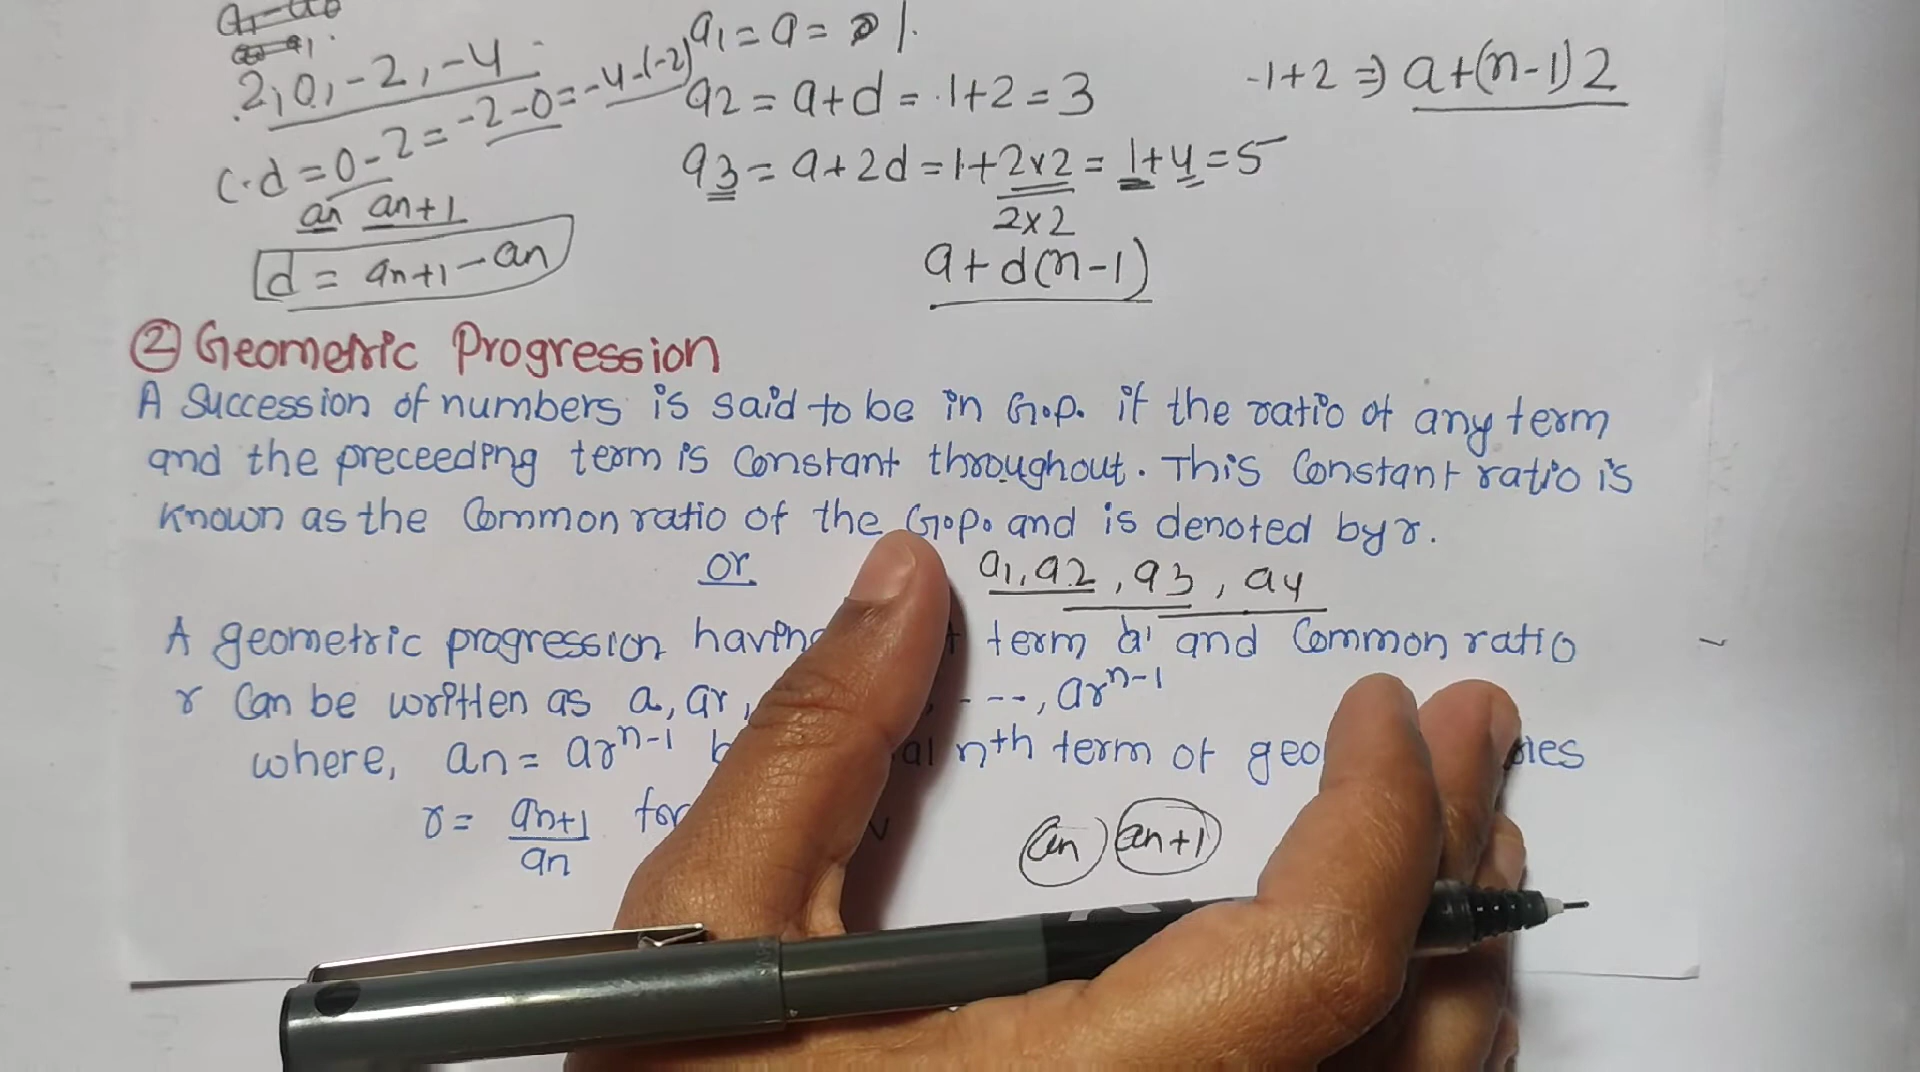 2, 0, -2, -4
c.d = 0-2 = -2-0 = -4-(-2)
an an+1
d = an+1 - an
a1 = a = 1.
a2 = a+d = 1+2 = 3
a3 = a+2d = 1+2×2 = 1+4 = 5
2×2
a+d(n-1)
-1+2 ⇒ a+(n-1)2
② Geometric Progression
A Succession of numbers is said to be in G.P. if the ratio of any term
and the preceeding term is Constant throughout. This Constant ratio is
known as the Common ratio of the G.P. and is denoted by r.
or
a1, a2, a3, a4
A geometric progression term 'a' and Common ratio
r Can be written as a, ar, ---, ar^n-1
where, an = ar^n-1 nth term of
r = an+1/an for
an an+1